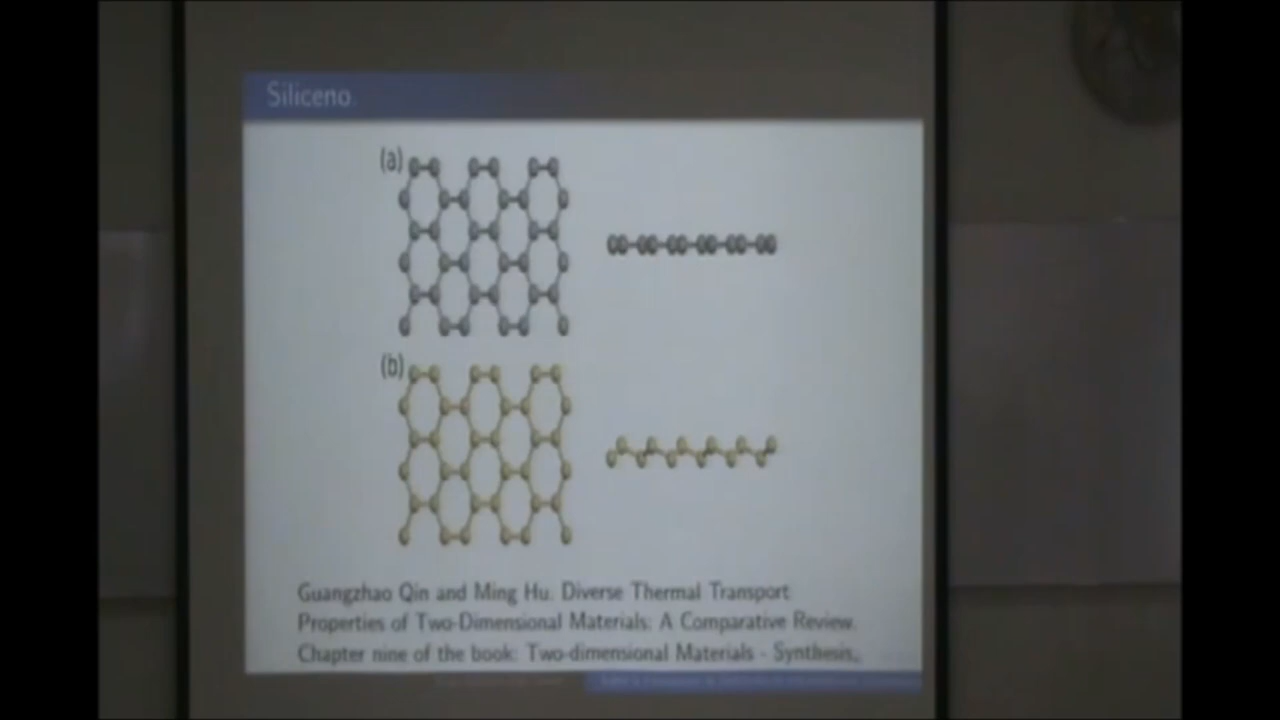 Siliceno.
(a)
(b)
Guangzhao Qin and Ming Hu. Diverse Thermal Transport
Properties of Two-Dimensional Materials: A Comparative Review.
Chapter nine of the book: Two-dimensional Materials - Synthesis,